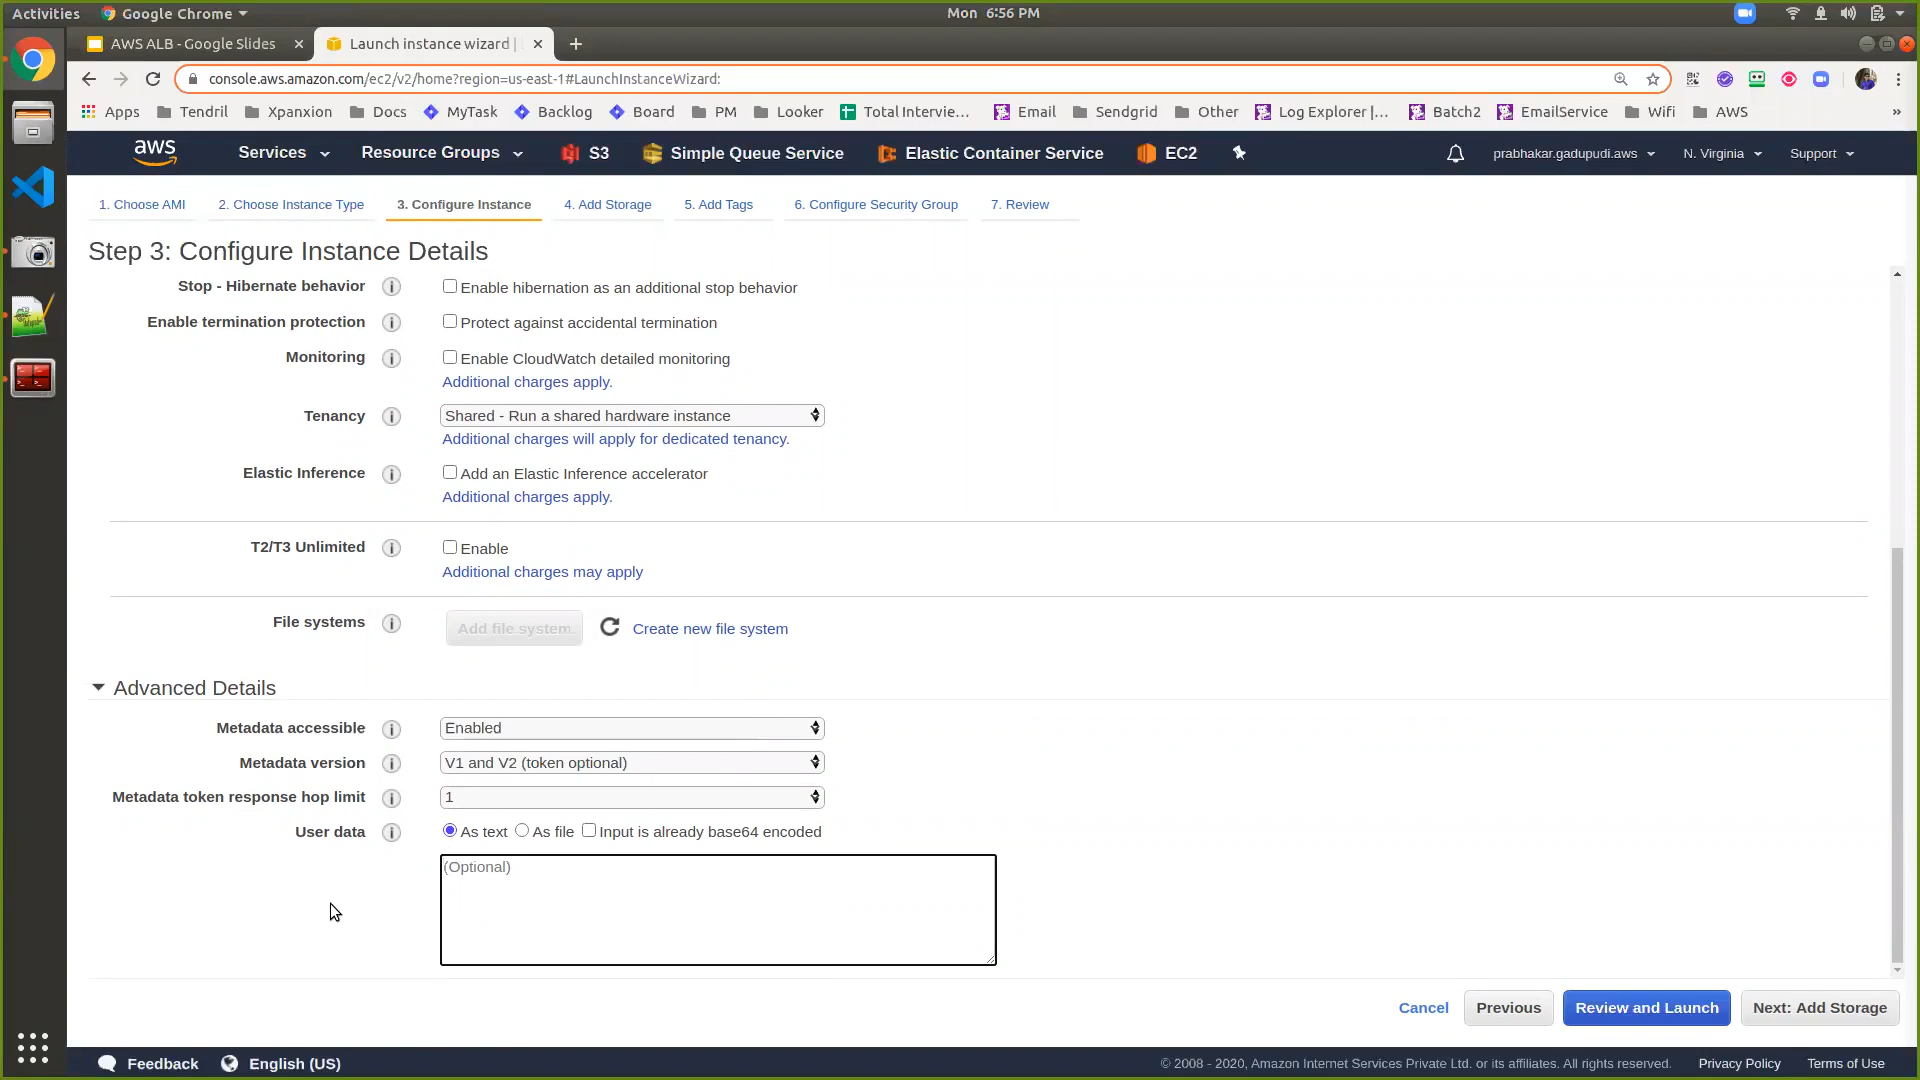 Activities Google Chrome Mon 6:56 PM
AWS ALB - Google Slides Launch instance wizard |
console.aws.amazon.com/ec2/v2/home?region=us-east-1#LaunchInstanceWizard:
Apps Tendril Xpanxion Docs MyTask Backlog Board PM Looker Total Intervie... Email Sendgrid Other Log Explorer |... Batch2 EmailService Wifi AWS »
aws Services Resource Groups S3 Simple Queue Service Elastic Container Service EC2 prabhakar.gadupudi.aws N. Virginia Support
1. Choose AMI 2. Choose Instance Type 3. Configure Instance 4. Add Storage 5. Add Tags 6. Configure Security Group 7. Review
Step 3: Configure Instance Details
Stop - Hibernate behavior i Enable hibernation as an additional stop behavior
Enable termination protection i Protect against accidental termination
Monitoring i Enable CloudWatch detailed monitoring
Additional charges apply.
Tenancy i Shared - Run a shared hardware instance
Additional charges will apply for dedicated tenancy.
Elastic Inference i Add an Elastic Inference accelerator
Additional charges apply.
T2/T3 Unlimited i Enable
Additional charges may apply
File systems i Add file system Create new file system
Advanced Details
Metadata accessible i Enabled
Metadata version i V1 and V2 (token optional)
Metadata token response hop limit i 1
User data i As text As file Input is already base64 encoded
(Optional)
Cancel Previous Review and Launch Next: Add Storage
Feedback English (US) © 2008 - 2020, Amazon Internet Services Private Ltd. or its affiliates. All rights reserved. Privacy Policy Terms of Use